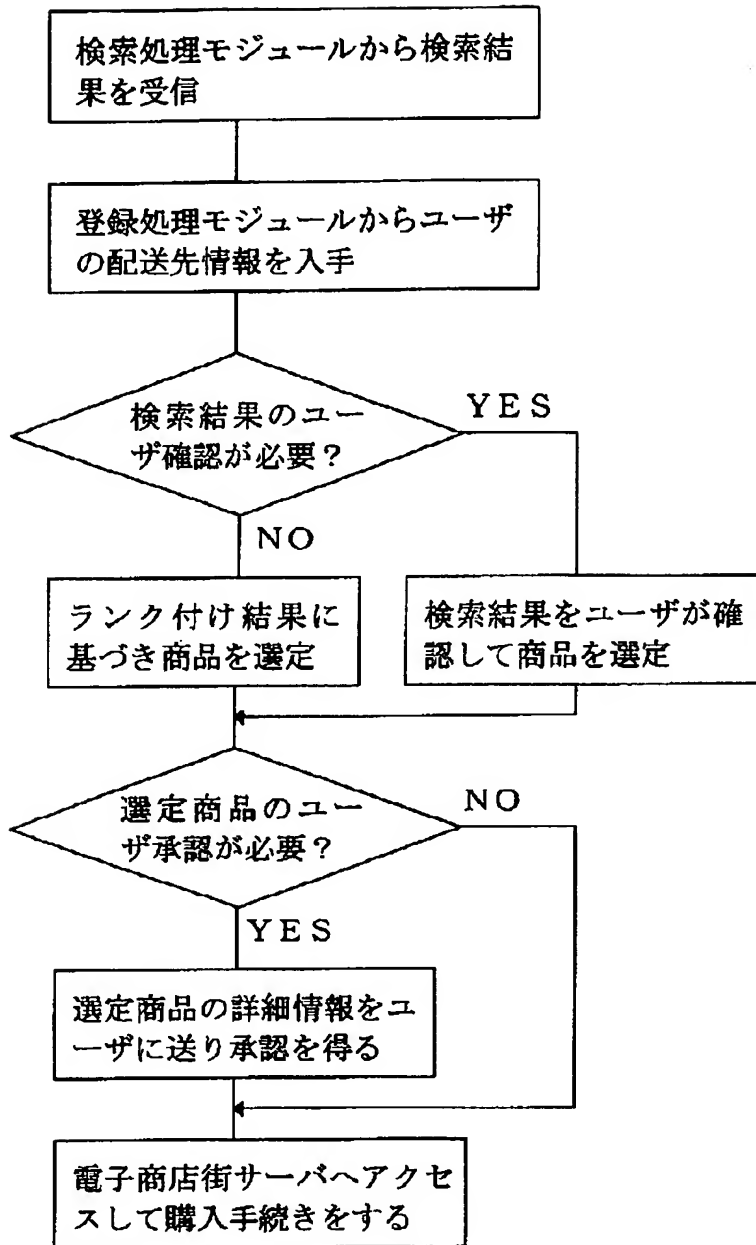 検索処理モジュールから検索結
果を受信
登録処理モジュールからユーザ
の配送先情報を入手
検索結果のユー
ザ確認が必要？
YES
NO
ランク付け結果に
基づき商品を選定
検索結果をユーザが確
認して商品を選定
選定商品のユー
ザ承認が必要？
NO
YES
選定商品の詳細情報をユ
ーザに送り承認を得る
電子商店街サーバへアクセ
スして購入手続きをする